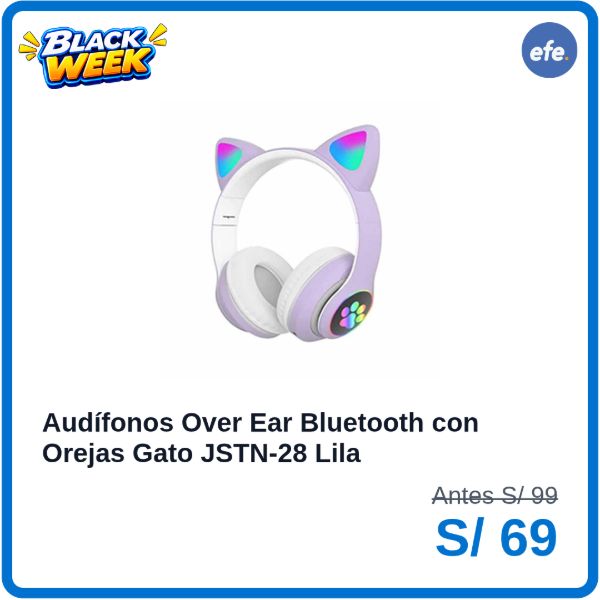 BLACK
WEEK
efe.
Audífonos Over Ear Bluetooth con
Orejas Gato JSTN-28 Lila
Antes S/ 99
S/ 69